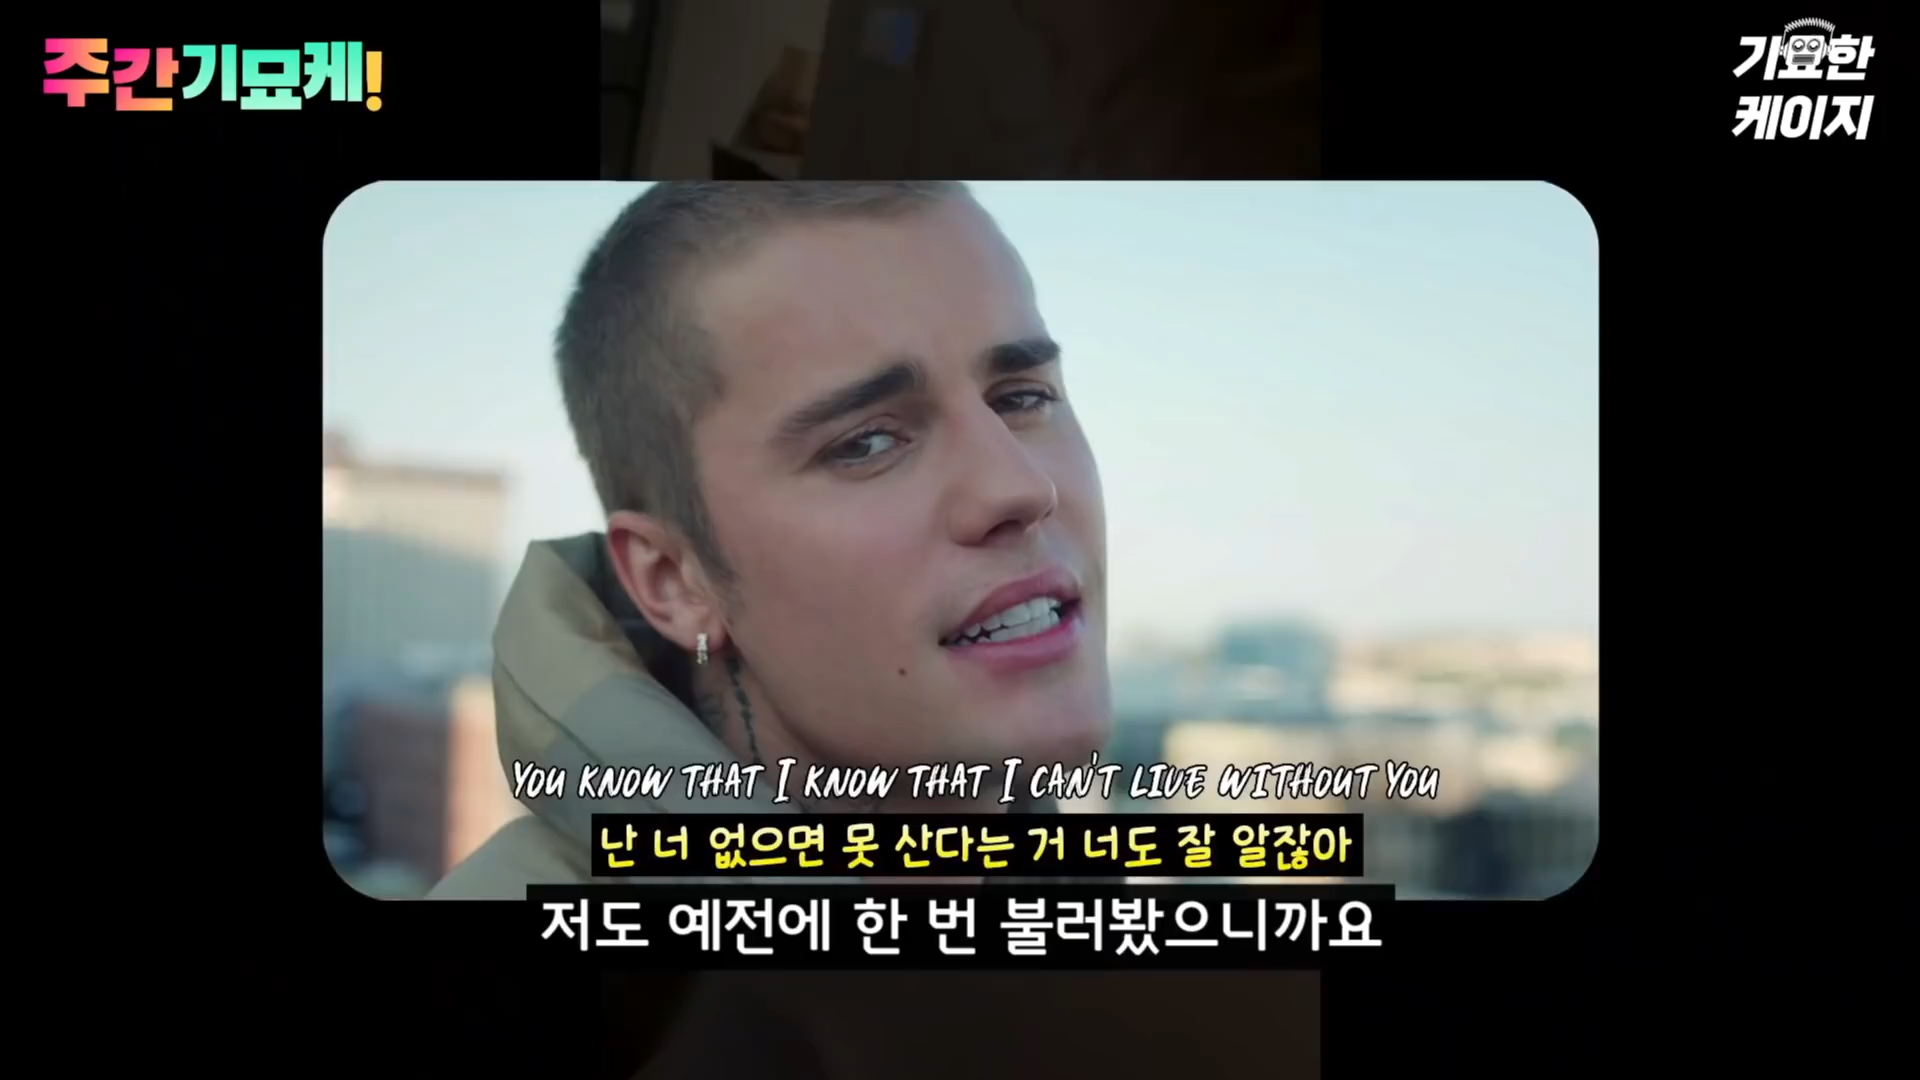 주간기묘케!
기묘한
케이지
YOU KNOW THAT I KNOW THAT I CAN'T LIVE WITHOUT YOU
난 너 없으면 못 산다는 거 너도 잘 알잖아
저도 예전에 한 번 불러봤으니까요